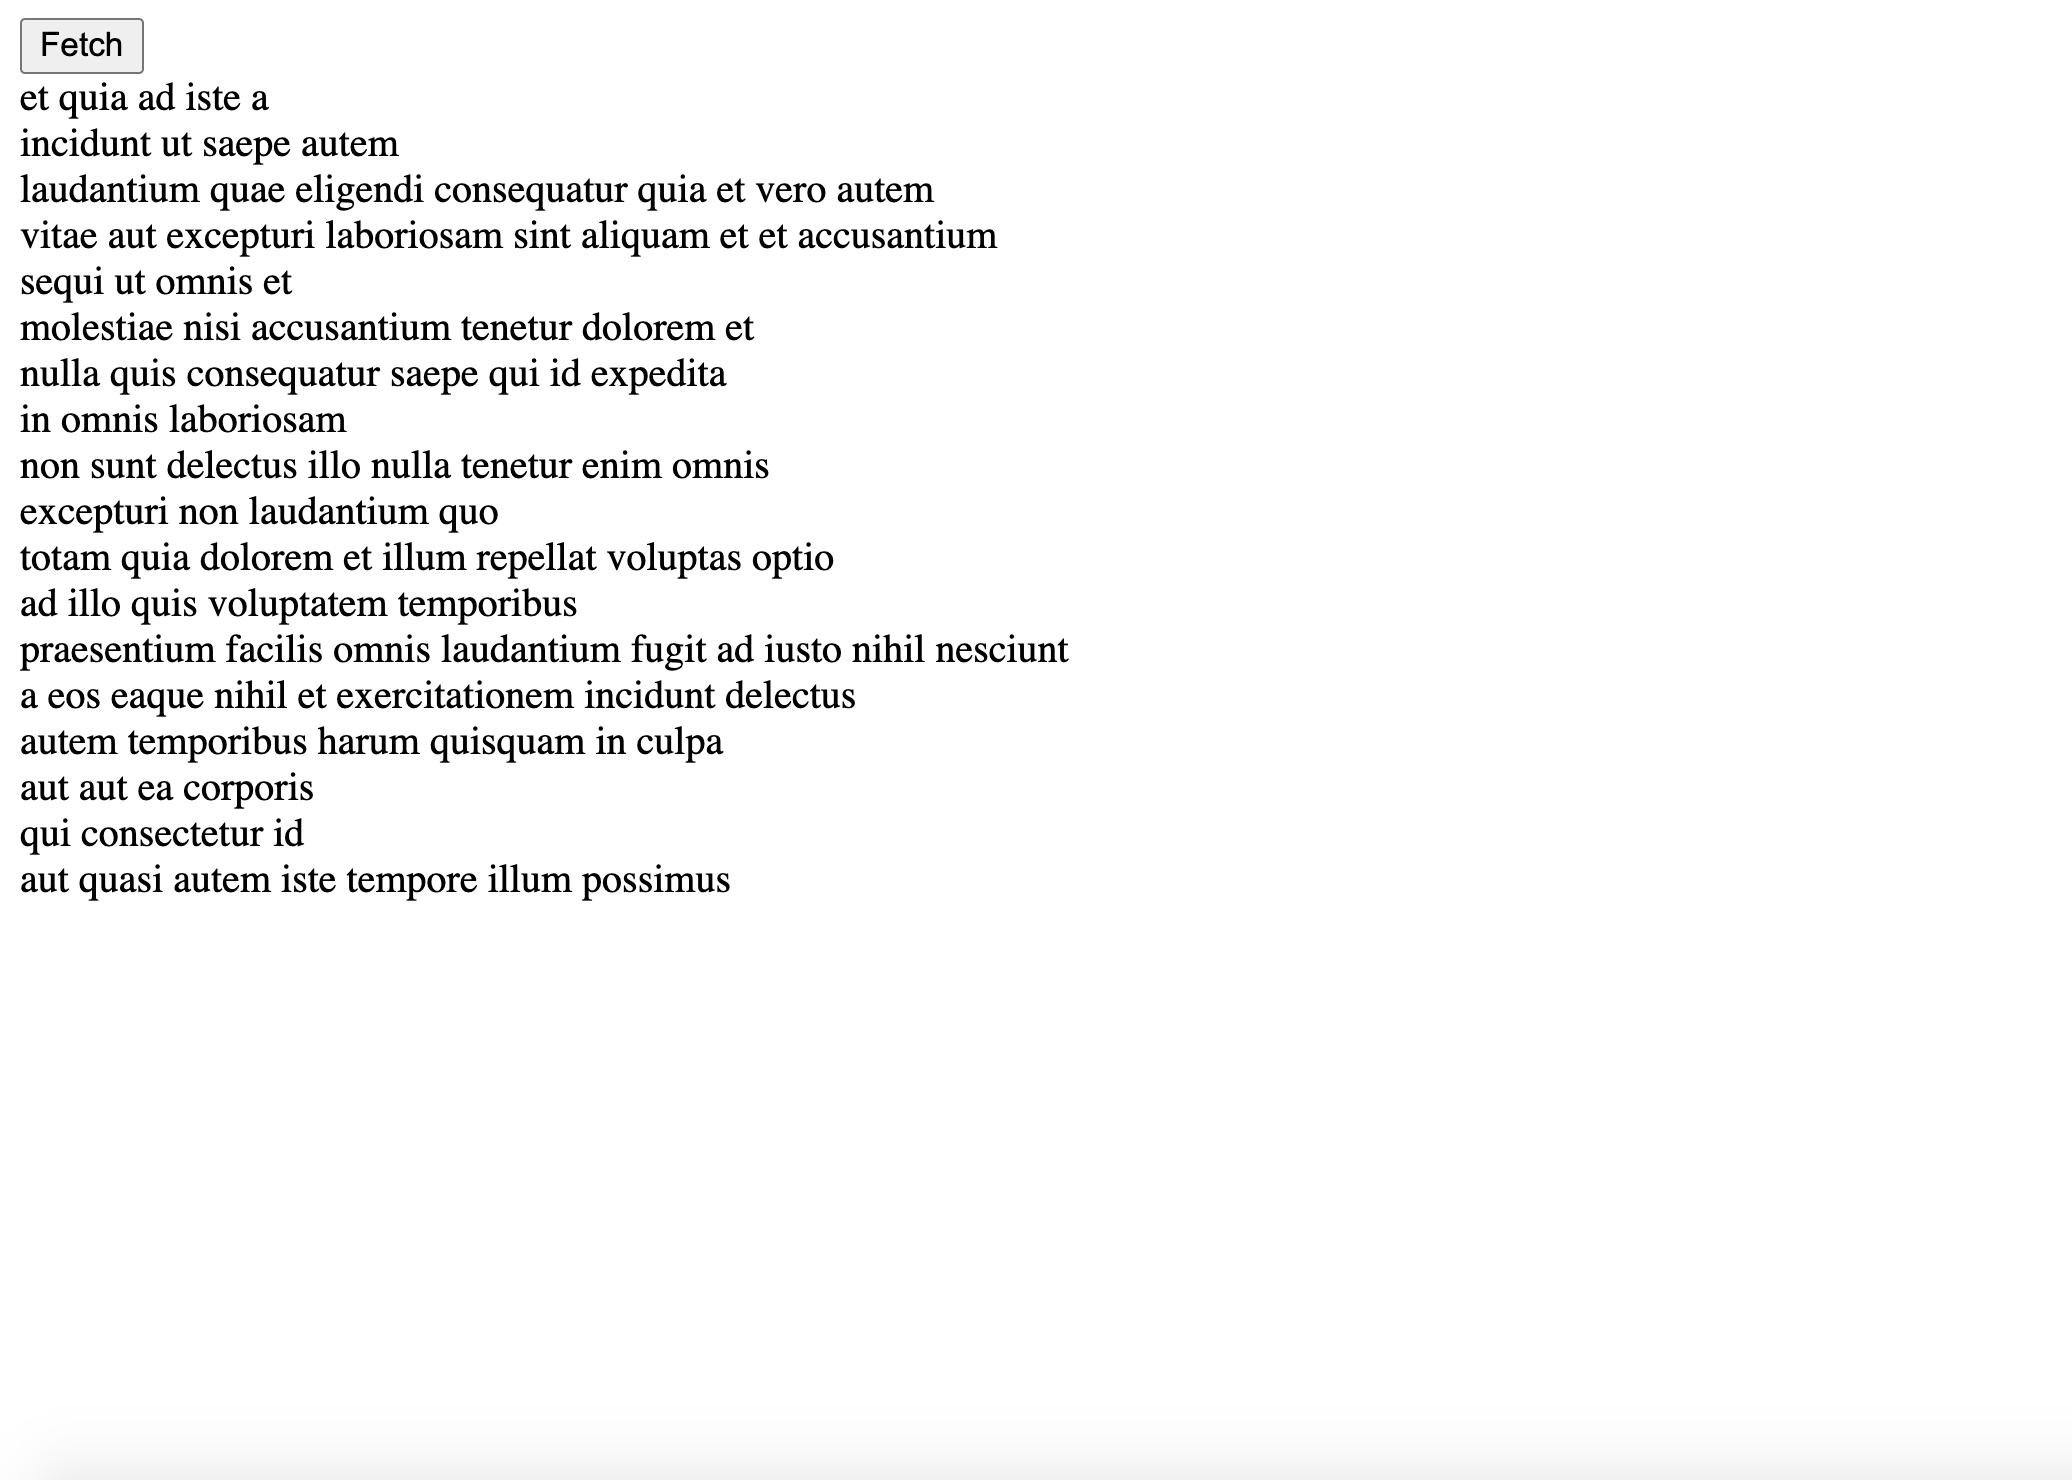 Fetch
et quia ad iste a
incidunt ut saepe autem
laudantium quae eligendi consequatur quia et vero autem
vitae aut excepturi laboriosam sint aliquam et et accusantium
sequi ut omnis et
molestiae nisi accusantium tenetur dolorem et
nulla quis consequatur saepe qui id expedita
in omnis laboriosam
non sunt delectus illo nulla tenetur enim omnis
excepturi non laudantium quo
totam quia dolorem et illum repellat voluptas optio
ad illo quis voluptatem temporibus
praesentium facilis omnis laudantium fugit ad iusto nihil nesciunt
a eos eaque nihil et exercitationem incidunt delectus
autem temporibus harum quisquam in culpa
aut aut ea corporis
qui consectetur id
aut quasi autem iste tempore illum possimus